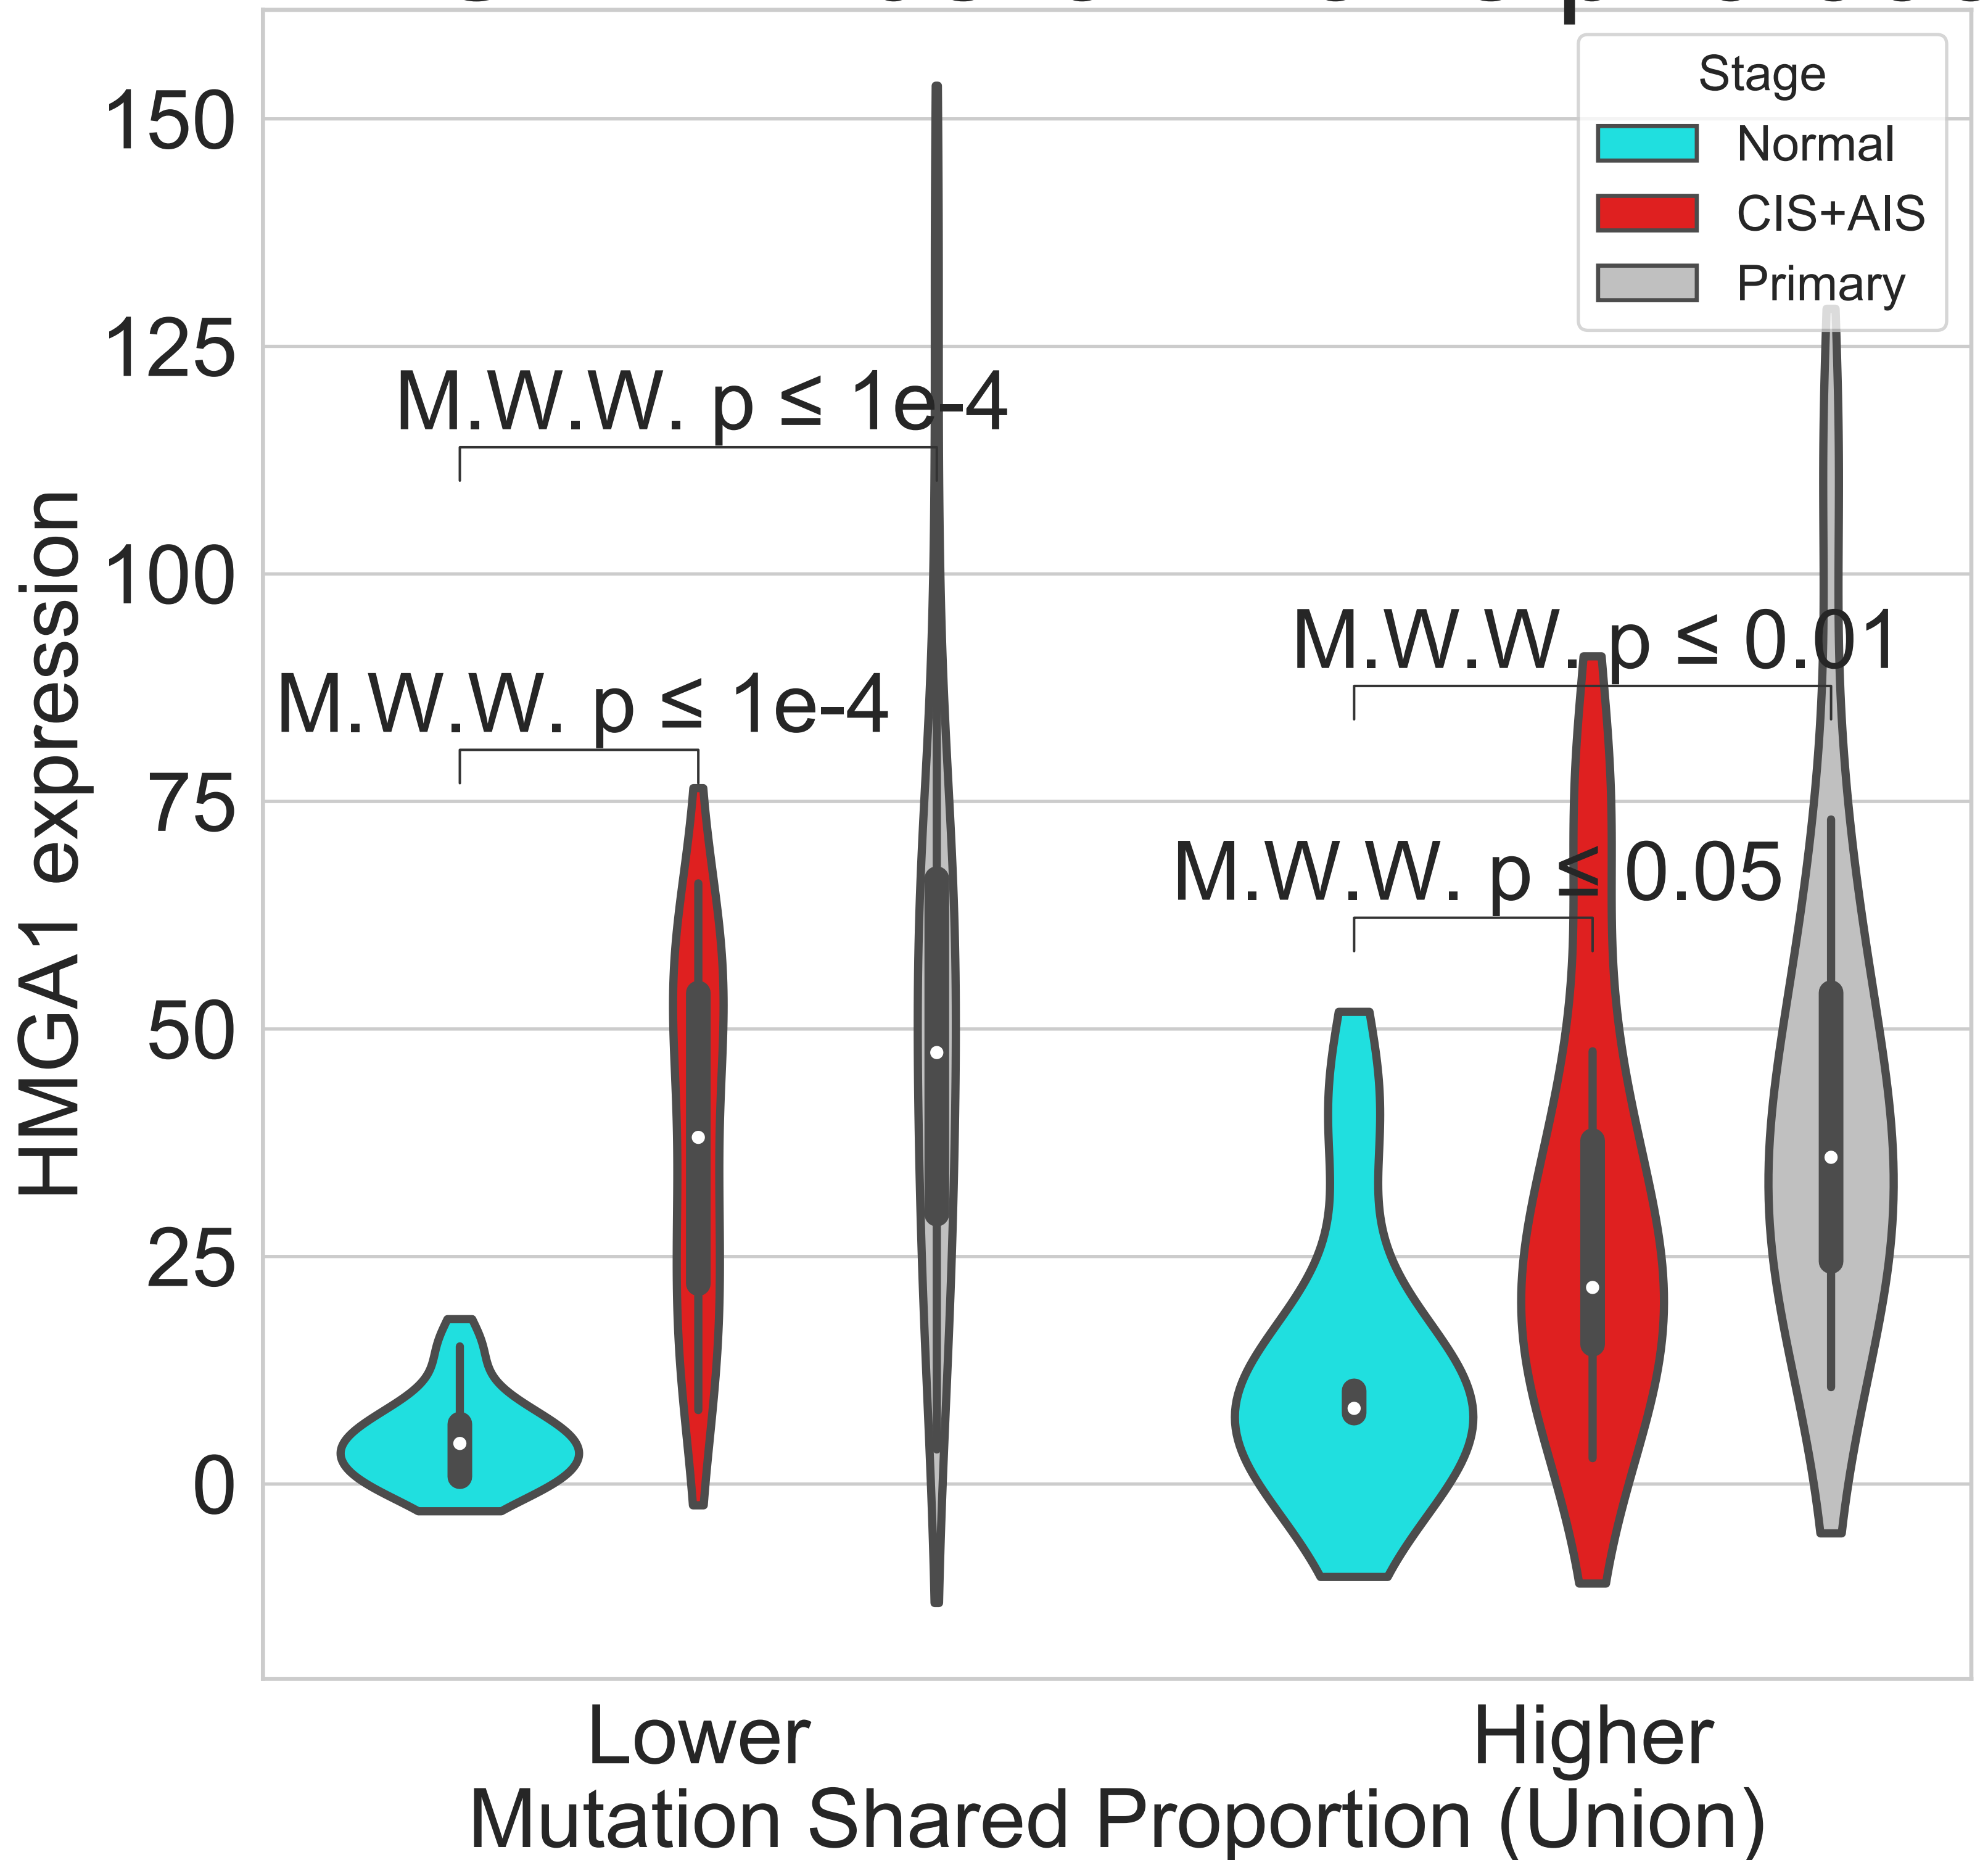 Stage
Normal
CIS+AIS
Primary
150
125
100
75
50
25
0
HMGA1 expression
M.W.W. p ≤ 1e-4
M.W.W. p ≤ 1e-4
M.W.W. p ≤ 0.01
M.W.W. p ≤ 0.05
Lower
Higher
Mutation Shared Proportion (Union)